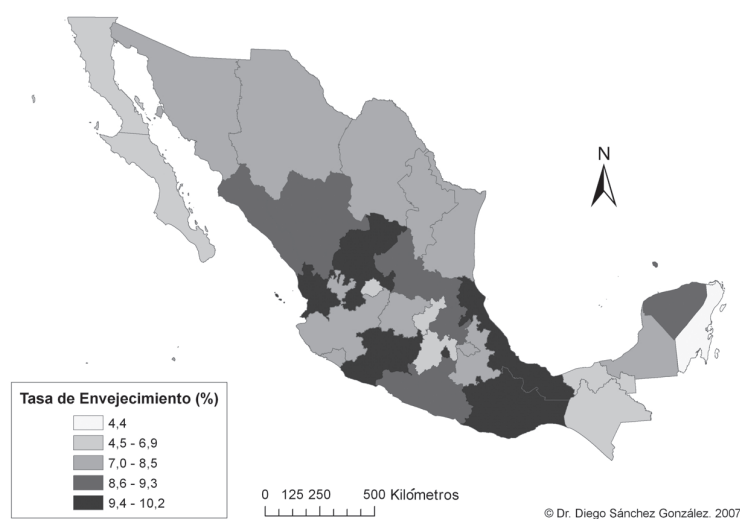 N
Tasa de Envejecimiento (%)
4,4
4,5 - 6,9
7,0 - 8,5
8,6 - 9,3
9,4 - 10,2
0 125 250 500 Kilómetros
© Dr. Diego Sánchez González. 2007